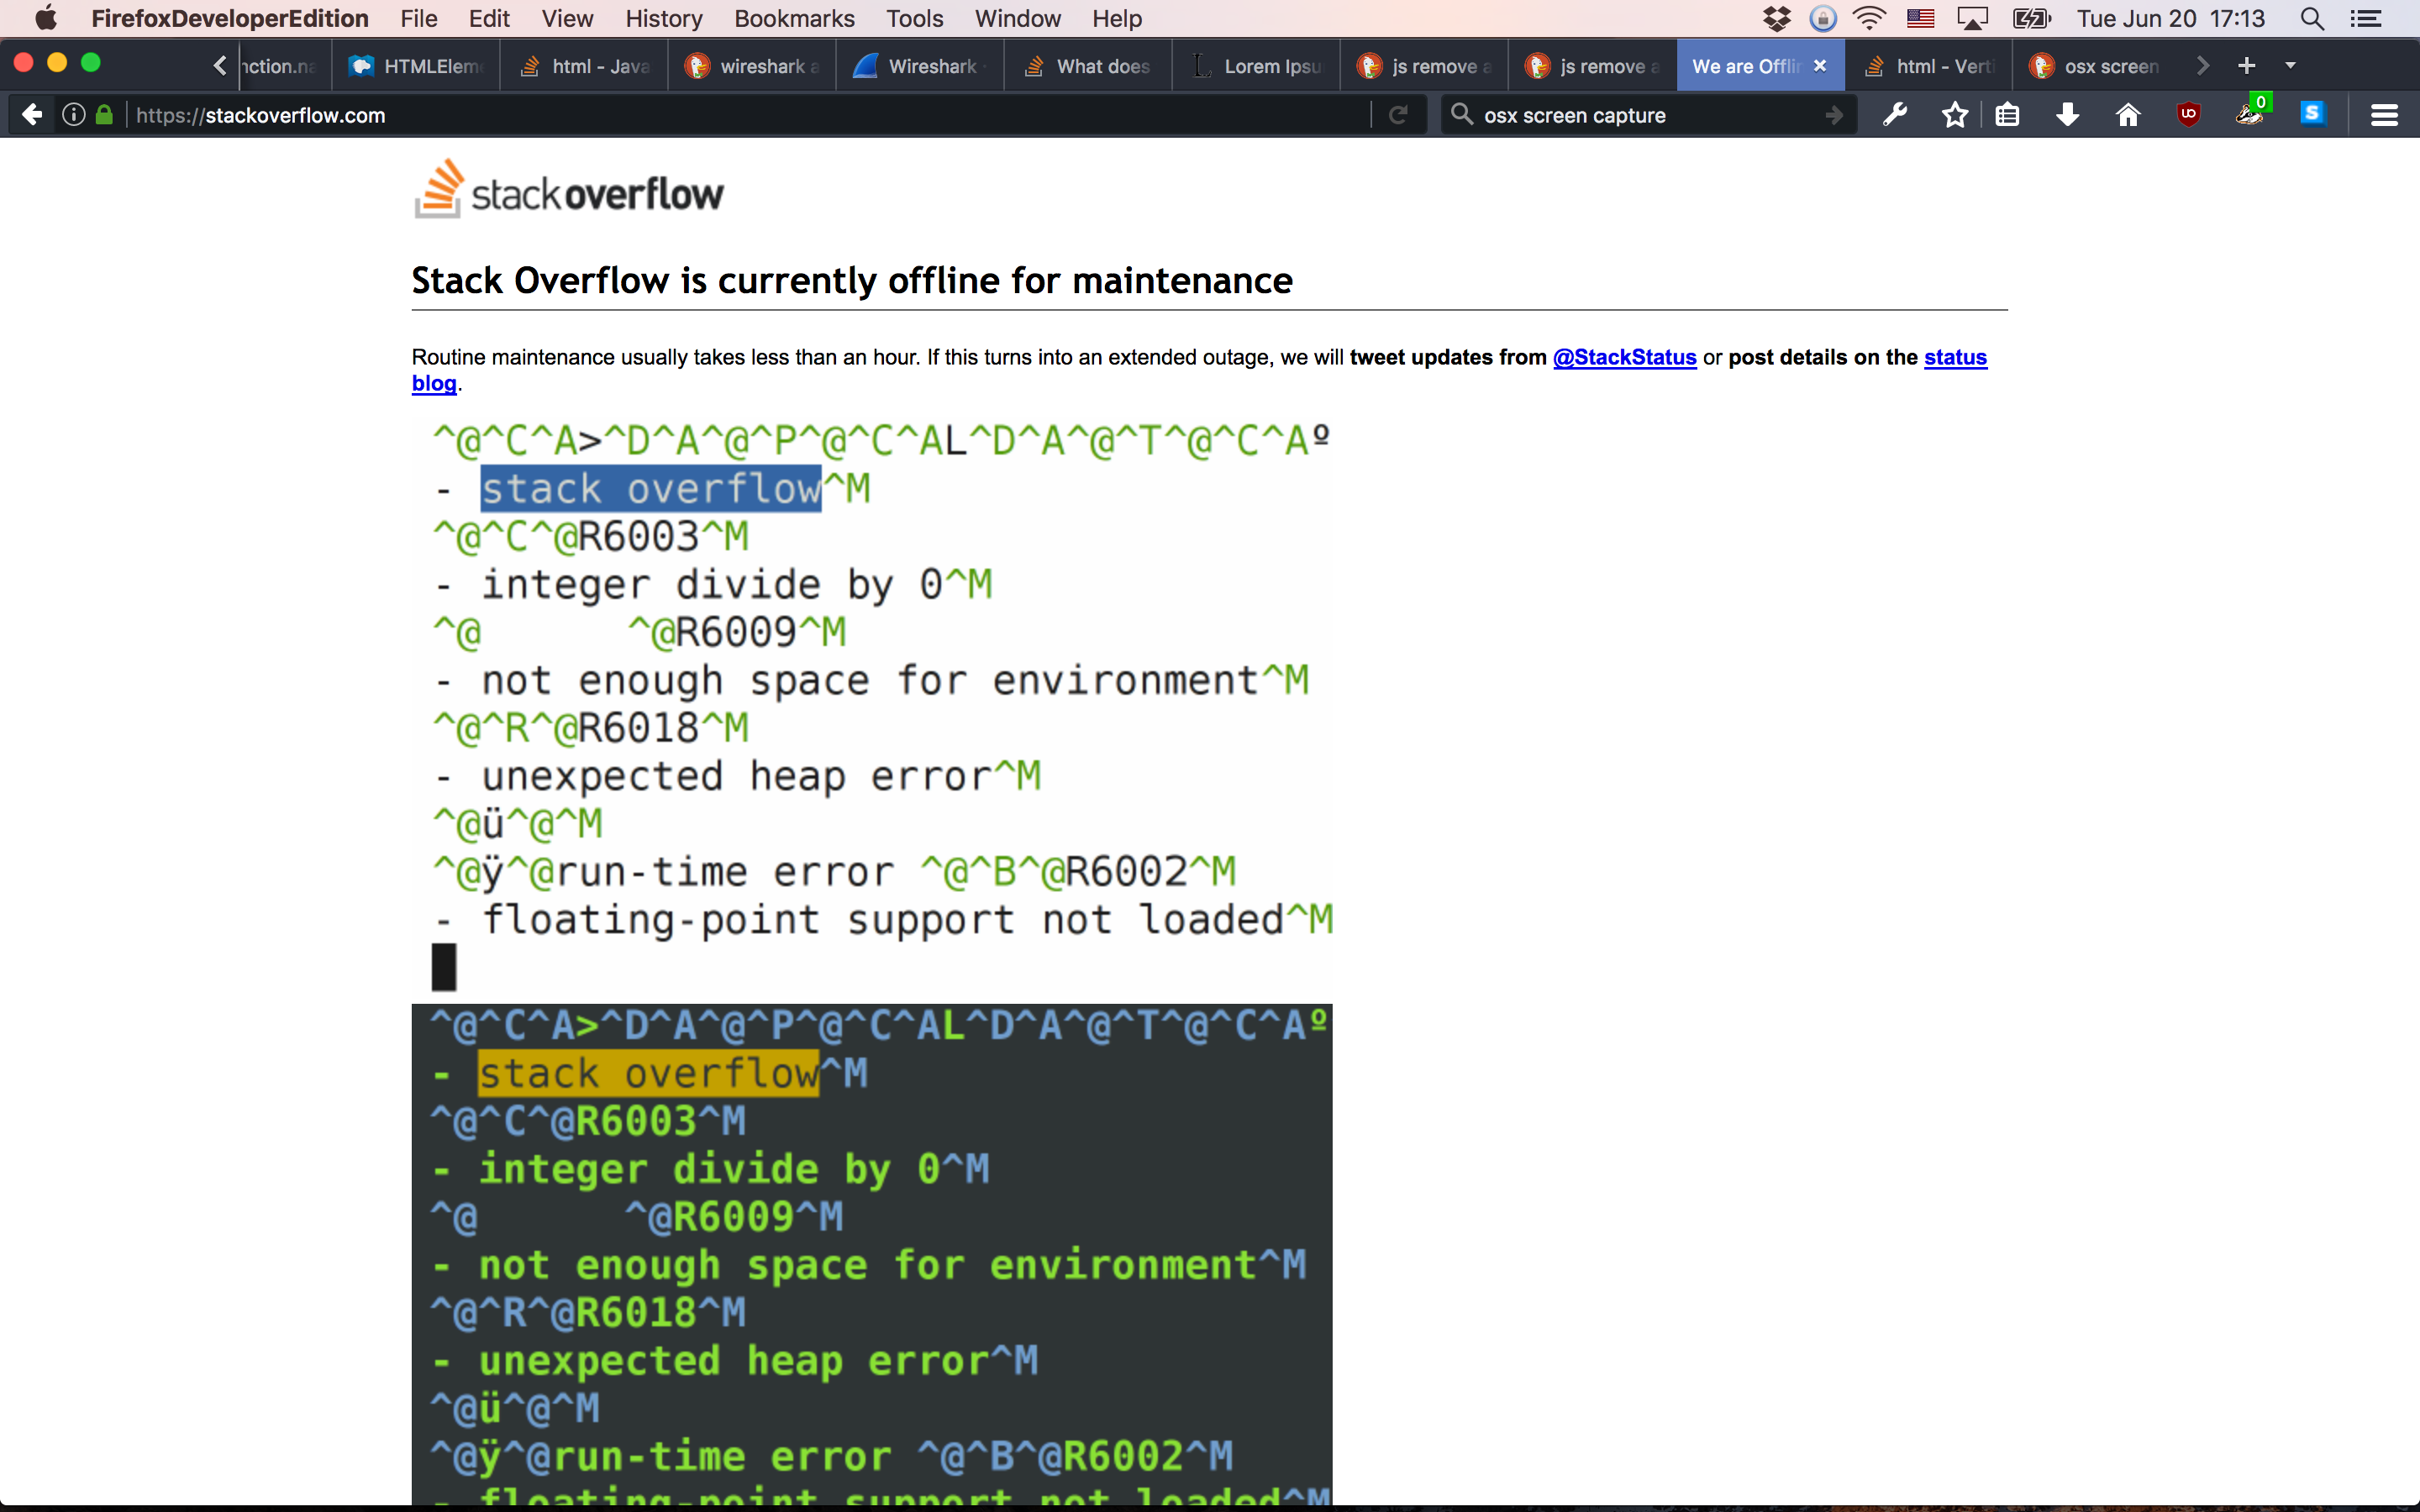 FirefoxDeveloperEdition File Edit View History Bookmarks Tools Window Help Tue Jun 20 17:13
nction.na HTMLElem html - Java wireshark a Wireshark - What does Lorem Ipsu js remove a js remove a We are Offlin html - Verti osx screen
https://stackoverflow.com osx screen capture 0
stackoverflow
Stack Overflow is currently offline for maintenance
Routine maintenance usually takes less than an hour. If this turns into an extended outage, we will tweet updates from @StackStatus or post details on the status
blog.
^@^C^A>^D^A^@^P^@^C^AL^D^A^@^T^@^C^Aº
- stack overflow^M
^@^C^@R6003^M
- integer divide by 0^M
^@ ^@R6009^M
- not enough space for environment^M
^@^R^@R6018^M
- unexpected heap error^M
^@ü^@^M
^@ÿ^@run-time error ^@^B^@R6002^M
- floating-point support not loaded^M
^@^C^A>^D^A^@^P^@^C^AL^D^A^@^T^@^C^Aº
- stack overflow^M
^@^C^@R6003^M
- integer divide by 0^M
^@ ^@R6009^M
- not enough space for environment^M
^@^R^@R6018^M
- unexpected heap error^M
^@ü^@^M
^@ÿ^@run-time error ^@^B^@R6002^M
- floating-point support not loaded^M